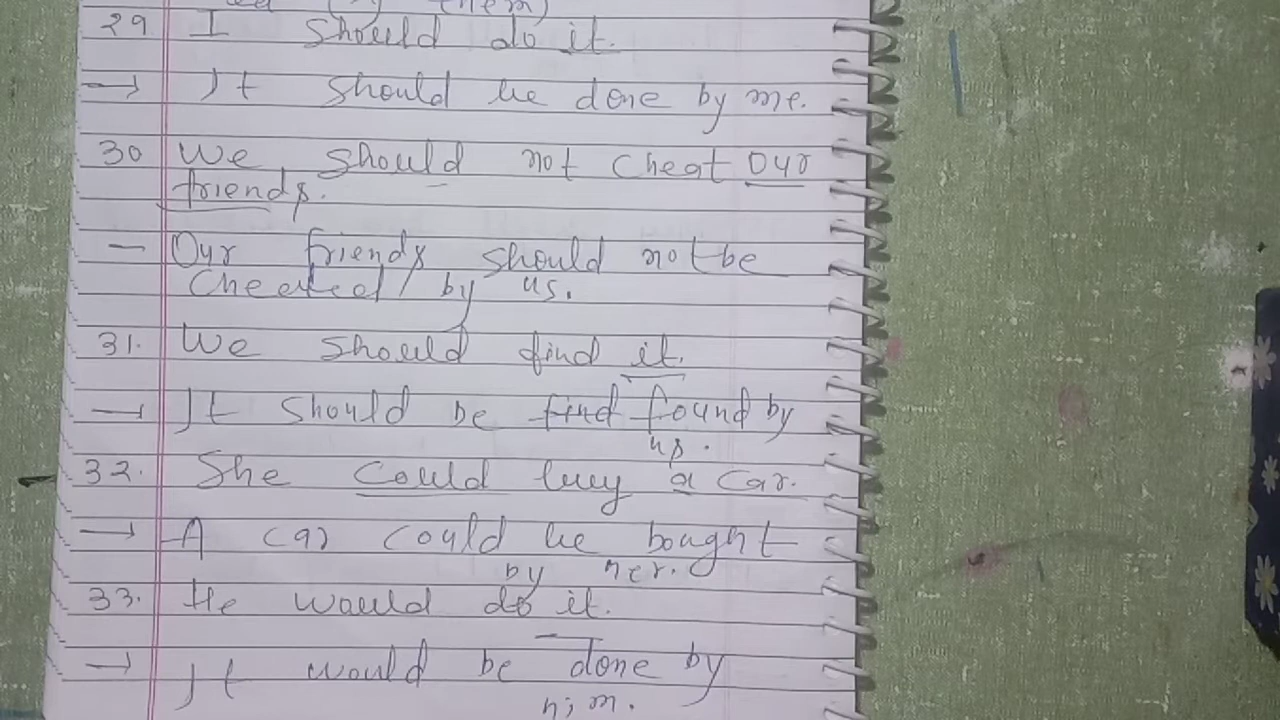 (by them)
29 I should do it.
→ It should be done by me.
30 We should not cheat our
friends.
– Our friends should not be
cheated by us.
31. We should find it.
→ It should be find found by
us.
32. She could buy a car.
→ A car could be bought
by her.
33. He would do it.
→ It would be done by
him.